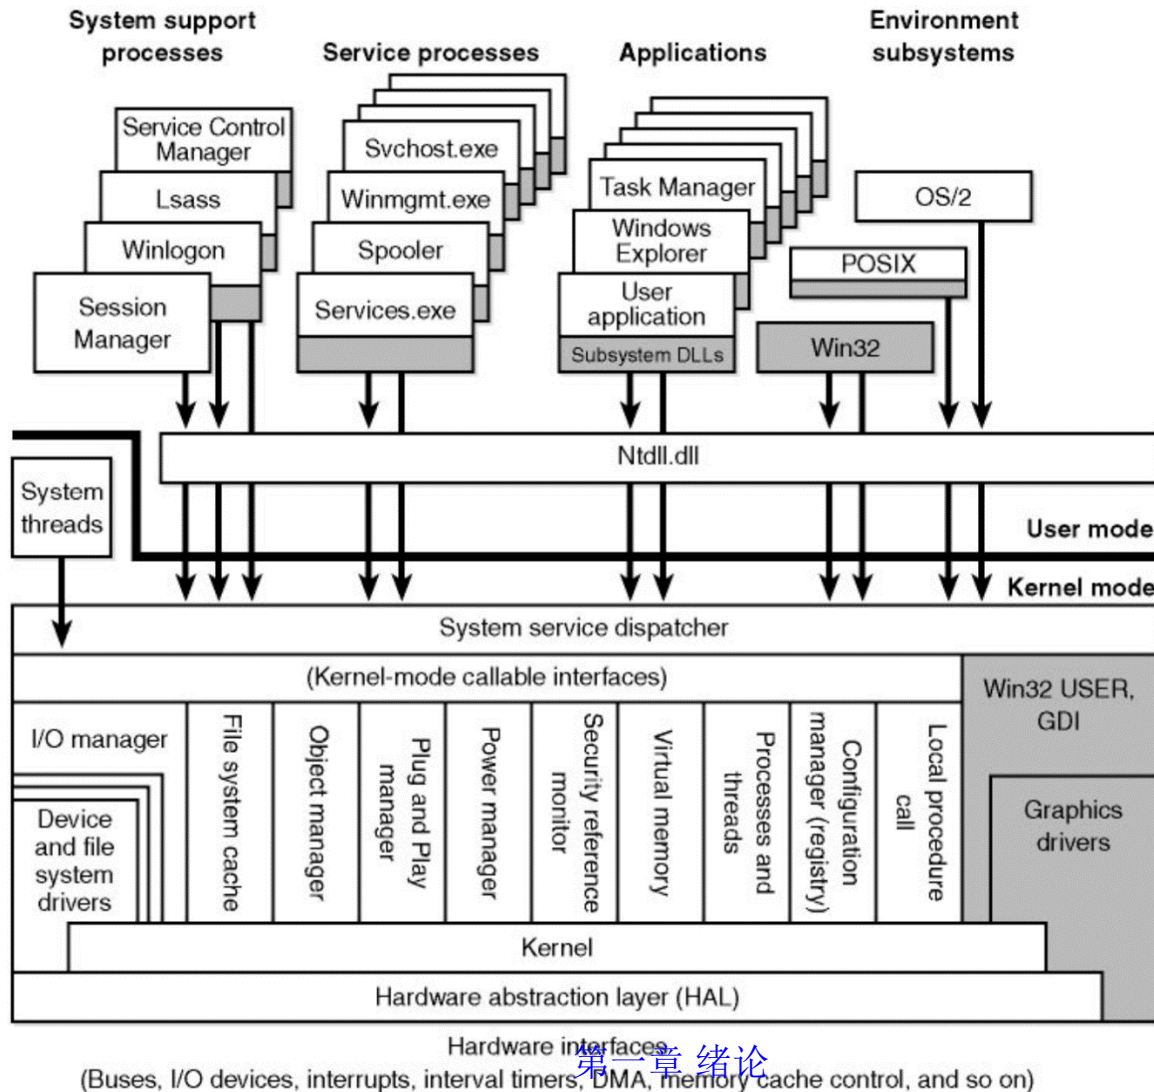 System support
processes
Service processes
Applications
Environment
subsystems
Service Control
Manager
Lsass
Winlogon
Session
Manager
Svchost.exe
Winmgmt.exe
Spooler
Services.exe
Task Manager
Windows
Explorer
User
application
Subsystem DLLs
OS/2
POSIX
Win32
Ntdll.dll
System
threads
User mode
Kernel mode
System service dispatcher
(Kernel-mode callable interfaces)
Win32 USER,
GDI
I/O manager
Device
and file
system
drivers
File system cache
Object manager
Plug and Play
manager
Power manager
Security reference
monitor
Virtual memory
Processes and
threads
Configuration
manager (registry)
Local procedure
call
Graphics
drivers
Kernel
Hardware abstraction layer (HAL)
Hardware interfaces
第一章 绪论
(Buses, I/O devices, interrupts, interval timers, DMA, memory cache control, and so on)